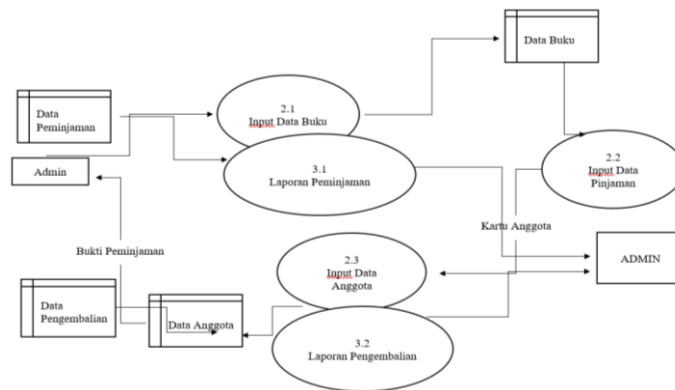 Data Buku
Data
Peminjaman
2.1
Input Data Buku
Admin
3.1
Laporan Peminjaman
2.2
Input Data
Pinjaman
Kartu Anggota
Bukti Peminjaman
2.3
Input Data
Anggota
ADMIN
Data
Pengembalian
Data Anggota
3.2
Laporan Pengembalian